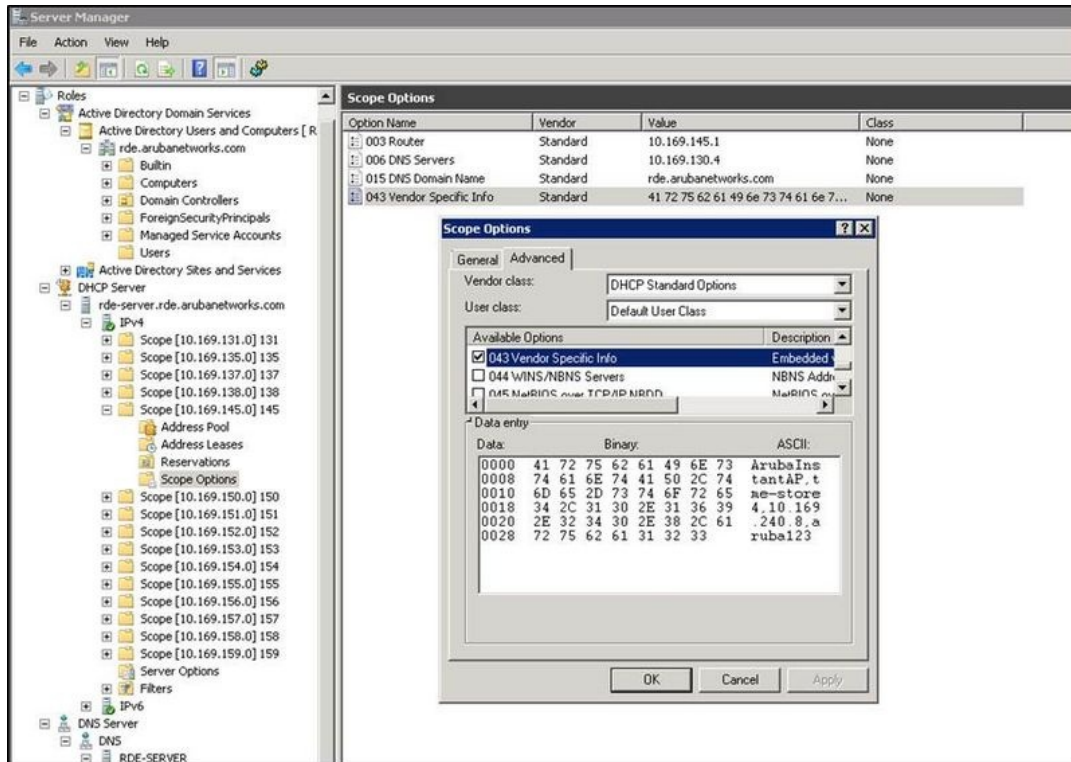 Server Manager
File Action View Help
Roles
Active Directory Domain Services
Active Directory Users and Computers [ R
rde.arubanetworks.com
Builtin
Computers
Domain Controllers
ForeignSecurityPrincipals
Managed Service Accounts
Users
Active Directory Sites and Services
DHCP Server
rde-server.rde.arubanetworks.com
IPv4
Scope [10.169.131.0] 131
Scope [10.169.135.0] 135
Scope [10.169.137.0] 137
Scope [10.169.138.0] 138
Scope [10.169.145.0] 145
Address Pool
Address Leases
Reservations
Scope Options
Scope [10.169.150.0] 150
Scope [10.169.151.0] 151
Scope [10.169.152.0] 152
Scope [10.169.153.0] 153
Scope [10.169.154.0] 154
Scope [10.169.155.0] 155
Scope [10.169.156.0] 156
Scope [10.169.157.0] 157
Scope [10.169.158.0] 158
Scope [10.169.159.0] 159
Server Options
Filters
IPv6
DNS Server
DNS
RDE-SERVER
Scope Options
Option Name Vendor Value Class
003 Router Standard 10.169.145.1 None
006 DNS Servers Standard 10.169.130.4 None
015 DNS Domain Name Standard rde.arubanetworks.com None
043 Vendor Specific Info Standard 41 72 75 62 61 49 6e 73 74 61 6e 7... None
Scope Options
General Advanced
Vendor class: DHCP Standard Options
User class: Default User Class
Available Options Description
043 Vendor Specific Info Embedded v
044 WINS/NBNS Servers NBNS Addr
045 NetBIOS over TCP/IP NBDD NetBIOS ov
Data entry
Data: Binary: ASCII:
0000 41 72 75 62 61 49 6E 73 ArubaIns
0008 74 61 6E 74 41 50 2C 74 tantAP,t
0010 6D 65 2D 73 74 6F 72 65 me-store
0018 34 2C 31 30 2E 31 36 39 4,10.169
0020 2E 32 34 30 2E 38 2C 61 .240.8,a
0028 72 75 62 61 31 32 33 ruba123
OK Cancel Apply